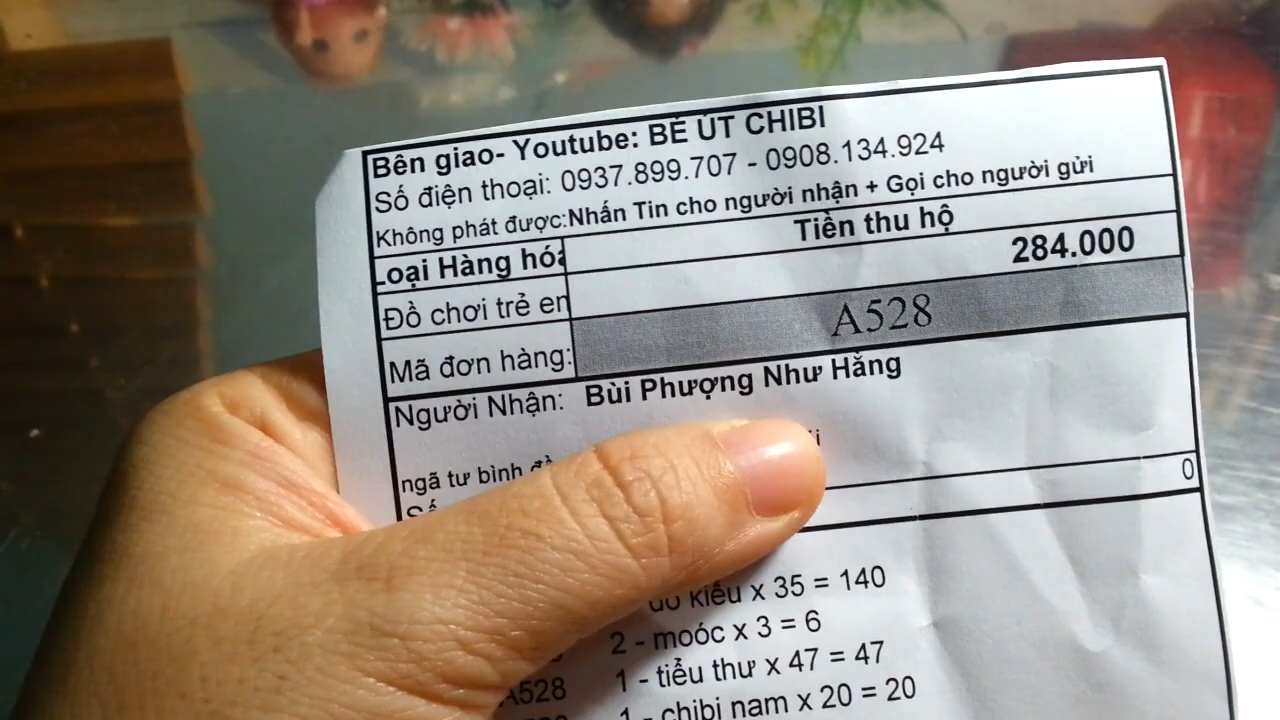 Bên giao- Youtube: BÉ ÚT CHIBI
Số điện thoại: 0937.899.707 - 0908.134.924
Không phát được:Nhắn Tin cho người nhận + Gọi cho người gửi
Loại Hàng hóa
Tiền thu hộ
Đồ chơi trẻ em
284.000
Mã đơn hàng:
A528
Người Nhận: Bùi Phượng Như Hằng
ngã tư bình
0
kiểu x 35 = 140
2 - moóc x 3 = 6
A528 1 - tiểu thư x 47 = 47
1 - chibi nam x 20 = 20